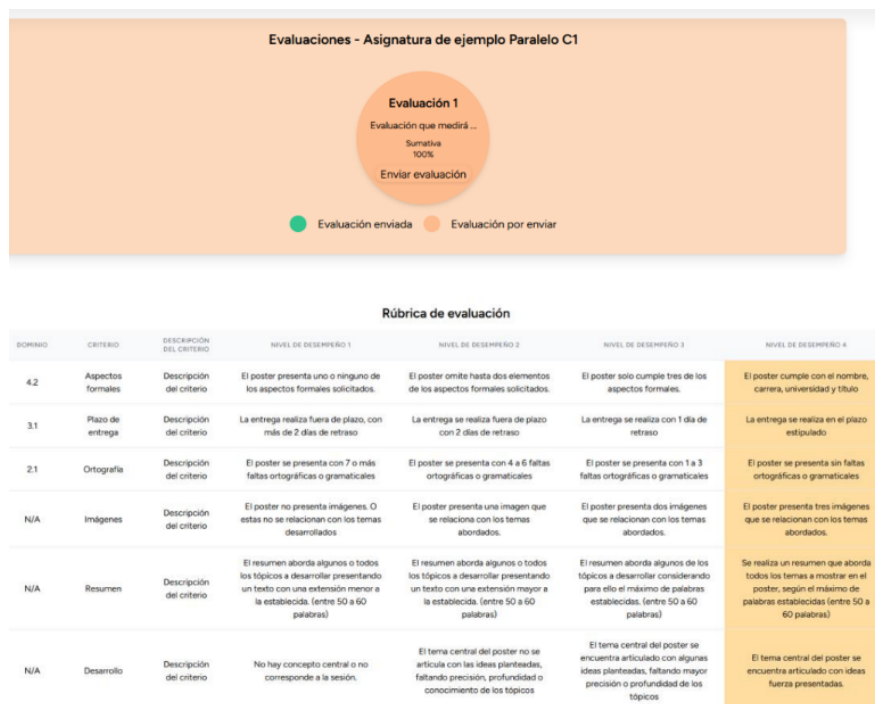 Evaluaciones - Asignatura de ejemplo Paralelo C1
Evaluación 1
Evaluación que medirá ...
Sumativa
100%
Enviar evaluación
Evaluación enviada
Evaluación por enviar
Rúbrica de evaluación
DOMINIO
CRITERIO
DESCRIPCIÓN
DEL CRITERIO
NIVEL DE DESEMPEÑO 1
NIVEL DE DESEMPEÑO 2
NIVEL DE DESEMPEÑO 3
NIVEL DE DESEMPEÑO 4
4.2
Aspectos
formales
Descripción
del criterio
El poster presenta uno o ninguno de
los aspectos formales solicitados.
El poster omite hasta dos elementos
de los aspectos formales solicitados.
El poster solo cumple tres de los
aspectos formales.
El poster cumple con el nombre,
carrera, universidad y título
3.1
Plazo de
entrega
Descripción
del criterio
La entrega realiza fuera de plazo, con
más de 2 días de retraso
La entrega se realiza fuera de plazo
con 2 días de retraso
La entrega se realiza con 1 día de
retraso
La entrega se realiza en el plazo
estipulado
2.1
Ortografía
Descripción
del criterio
El poster se presenta con 7 o más
faltas ortográficas o gramaticales
El poster se presenta con 4 a 6 faltas
ortográficas o gramaticales
El poster se presenta con 1 a 3
faltas ortográficas o gramaticales
El poster se presenta sin faltas
ortográficas o gramaticales
N/A
Imágenes
Descripción
del criterio
El poster no presenta imágenes. O
estas no se relacionan con los temas
desarrollados
El poster presenta una imagen que
se relaciona con los temas
abordados.
El poster presenta dos imágenes
que se relacionan con los temas
abordados.
El poster presenta tres imágenes
que se relacionan con los temas
abordados.
N/A
Resumen
Descripción
del criterio
El resumen aborda algunos o todos
los tópicos a desarrollar presentando
un texto con una extensión menor a
la establecida. (entre 50 a 60
palabras)
El resumen aborda algunos o todos
los tópicos a desarrollar presentando
un texto con una extensión mayor a
la establecida. (entre 50 a 60
palabras)
El resumen aborda algunos de los
tópicos a desarrollar considerando
para ello el máximo de palabras
establecidas. (entre 50 a 60
palabras)
Se realiza un resumen que aborda
todos los temas a mostrar en el
poster, según el máximo de
palabras establecidas (entre 50 a
60 palabras)
N/A
Desarrollo
Descripción
del criterio
No hay concepto central o no
corresponde a la sesión.
El tema central del poster no se
articula con las ideas planteadas,
faltando precisión, profundidad o
conocimiento de los tópicos
El tema central del poster se
encuentra articulado con algunas
ideas planteadas, faltando mayor
precisión o profundidad de los
tópicos
El tema central del poster se
encuentra articulado con ideas
fuerza presentadas.